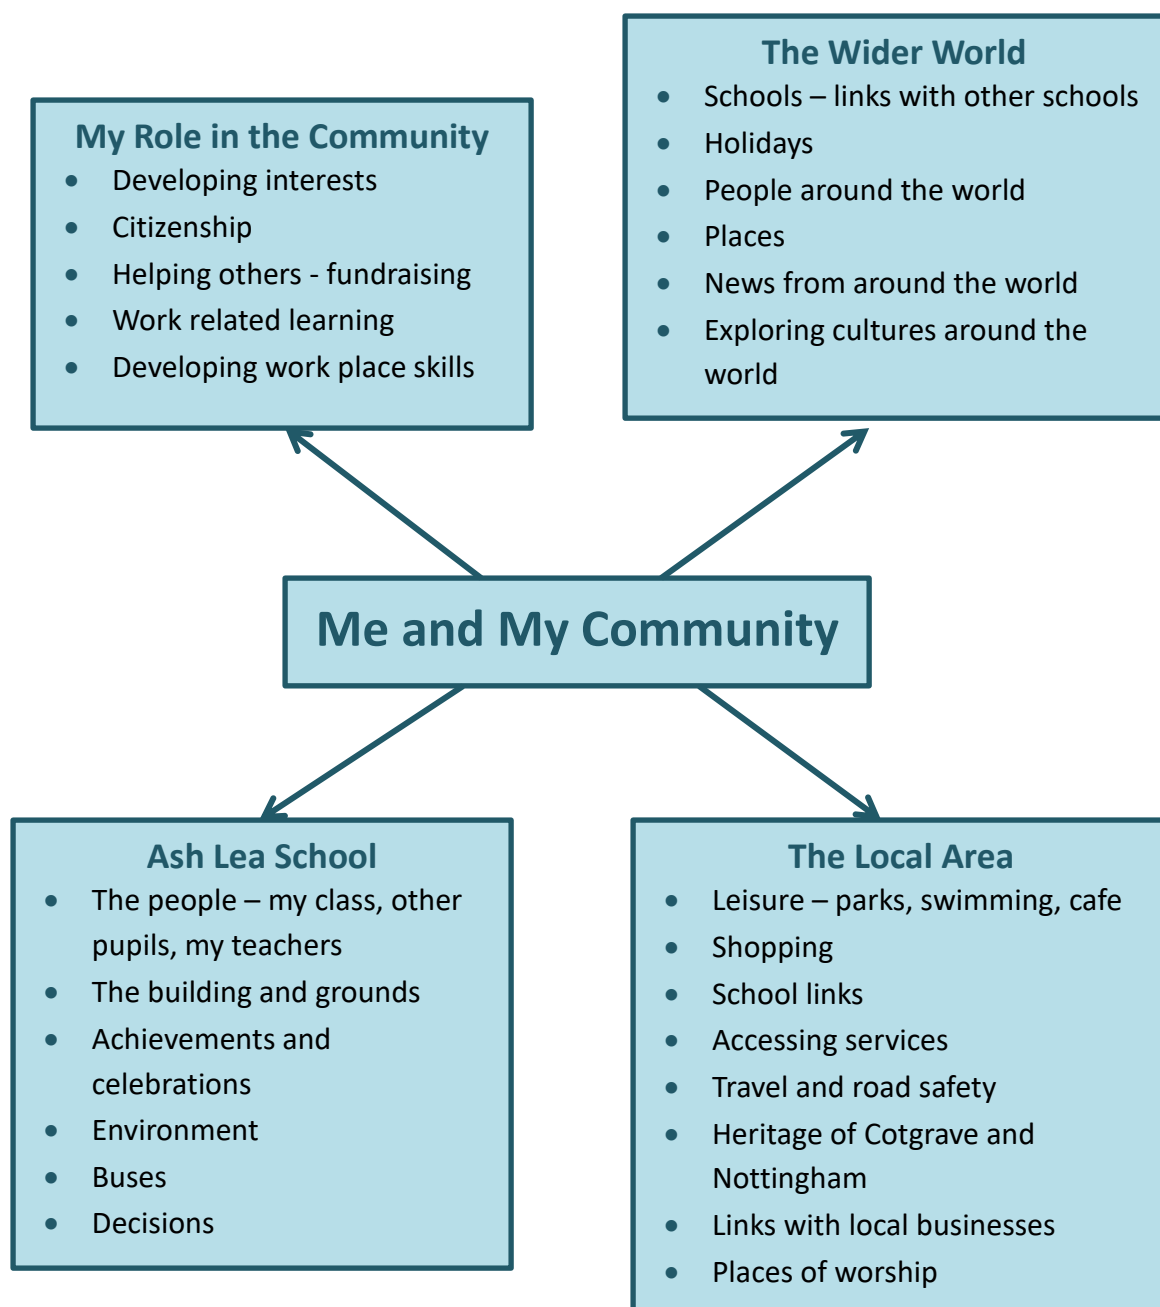 My Role in the Community
• Developing interests
• Citizenship
• Helping others - fundraising
• Work related learning
• Developing work place skills
The Wider World
• Schools – links with other schools
• Holidays
• People around the world
• Places
• News from around the world
• Exploring cultures around the
world
Me and My Community
Ash Lea School
• The people – my class, other
pupils, my teachers
• The building and grounds
• Achievements and
celebrations
• Environment
• Buses
• Decisions
The Local Area
• Leisure – parks, swimming, cafe
• Shopping
• School links
• Accessing services
• Travel and road safety
• Heritage of Cotgrave and
Nottingham
• Links with local businesses
• Places of worship